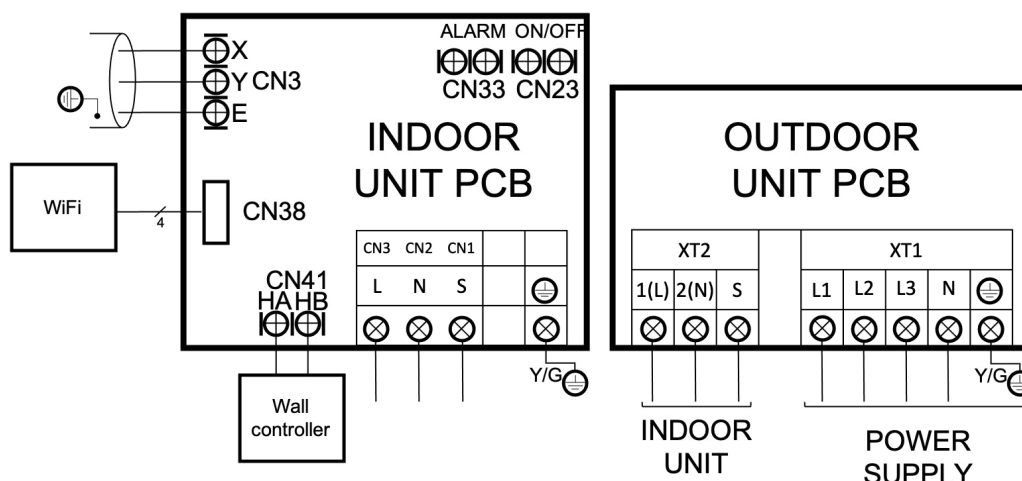 ALARM ON/OFF
X
Y CN3
E
CN33 CN23
INDOOR
UNIT PCB
WiFi
4
CN38
CN41
HA HB
CN3 CN2 CN1
L N S
Y/G
Wall
controller
OUTDOOR
UNIT PCB
XT2 XT1
1(L) 2(N) S L1 L2 L3 N
Y/G
INDOOR
UNIT
POWER
SUPPLY